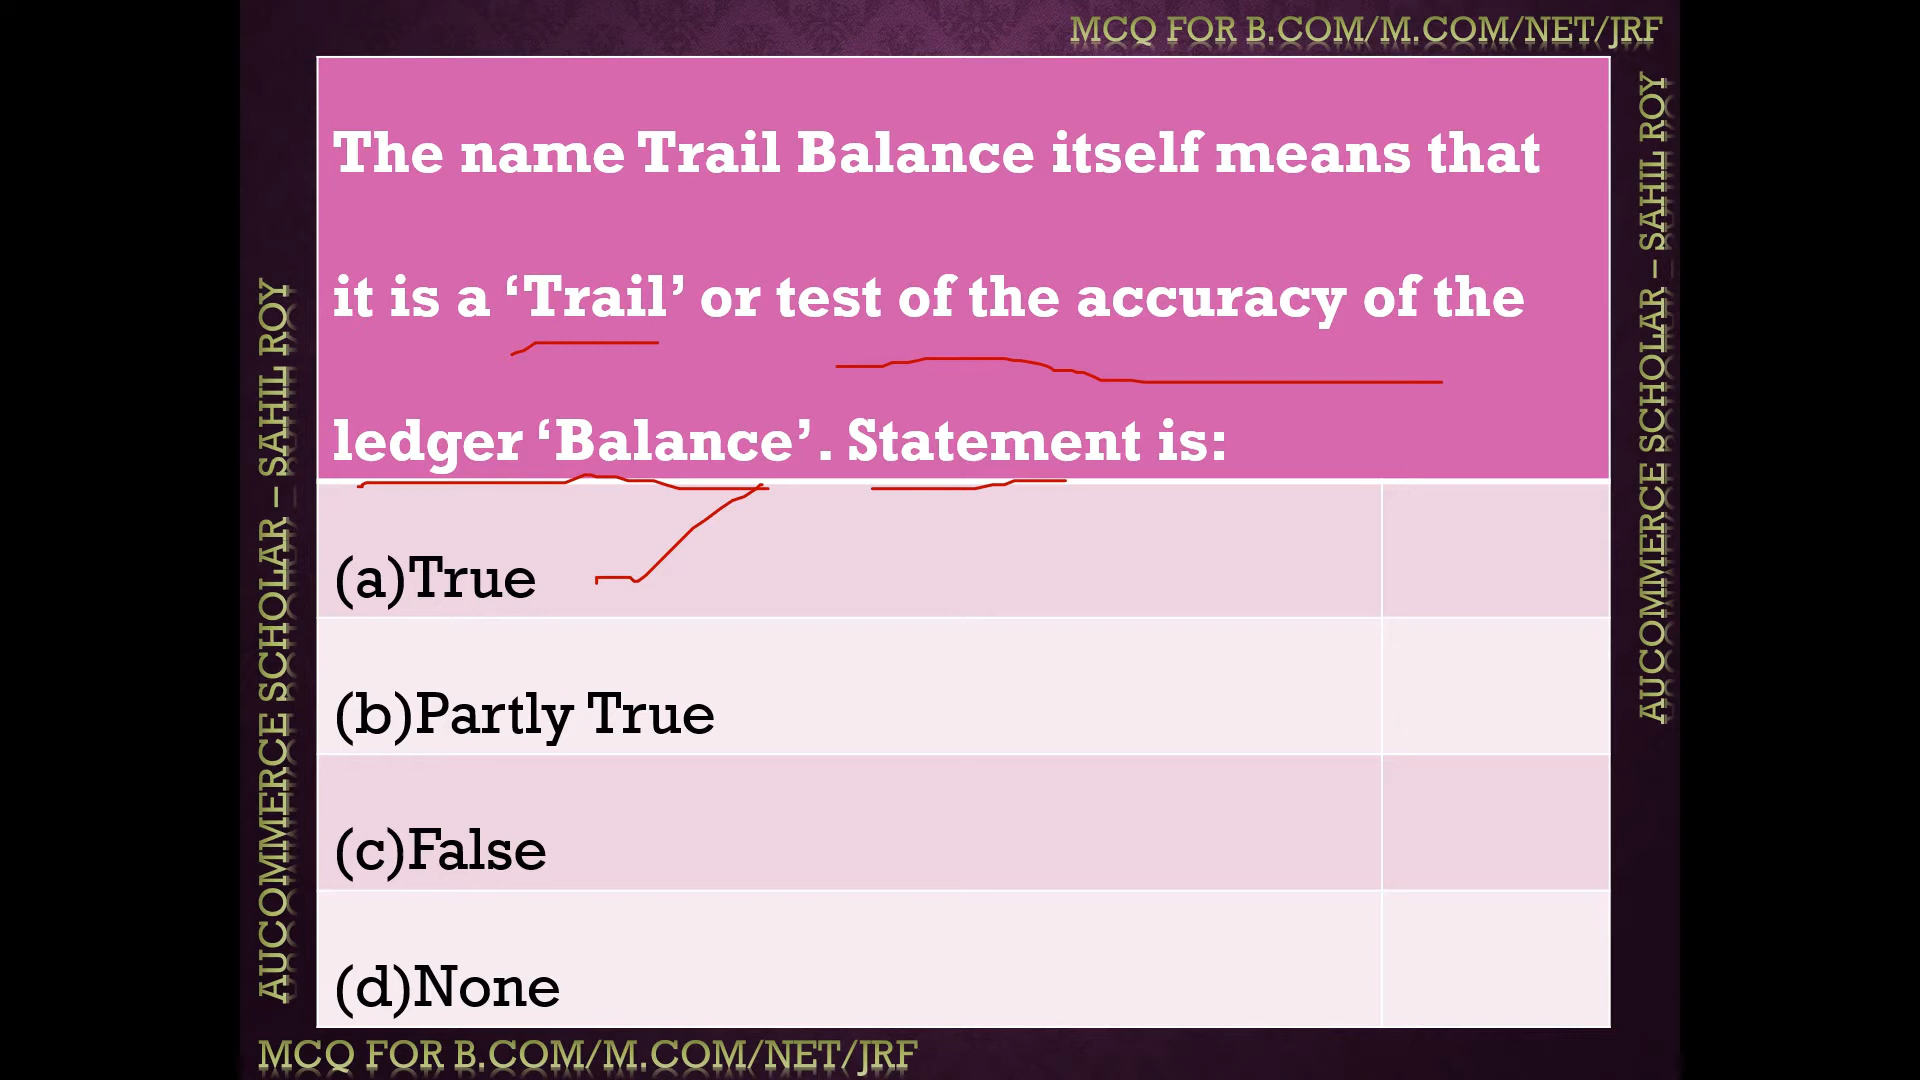 MCQ FOR B.COM/M.COM/NET/JRF
The name Trail Balance itself means that
it is a ‘Trail’ or test of the accuracy of the
ledger ‘Balance’. Statement is:
(a)True
(b)Partly True
(c)False
(d)None
AUCOMMERCE SCHOLAR – SAHIL ROY
AUCOMMERCE SCHOLAR – SAHIL ROY
MCQ FOR B.COM/M.COM/NET/JRF